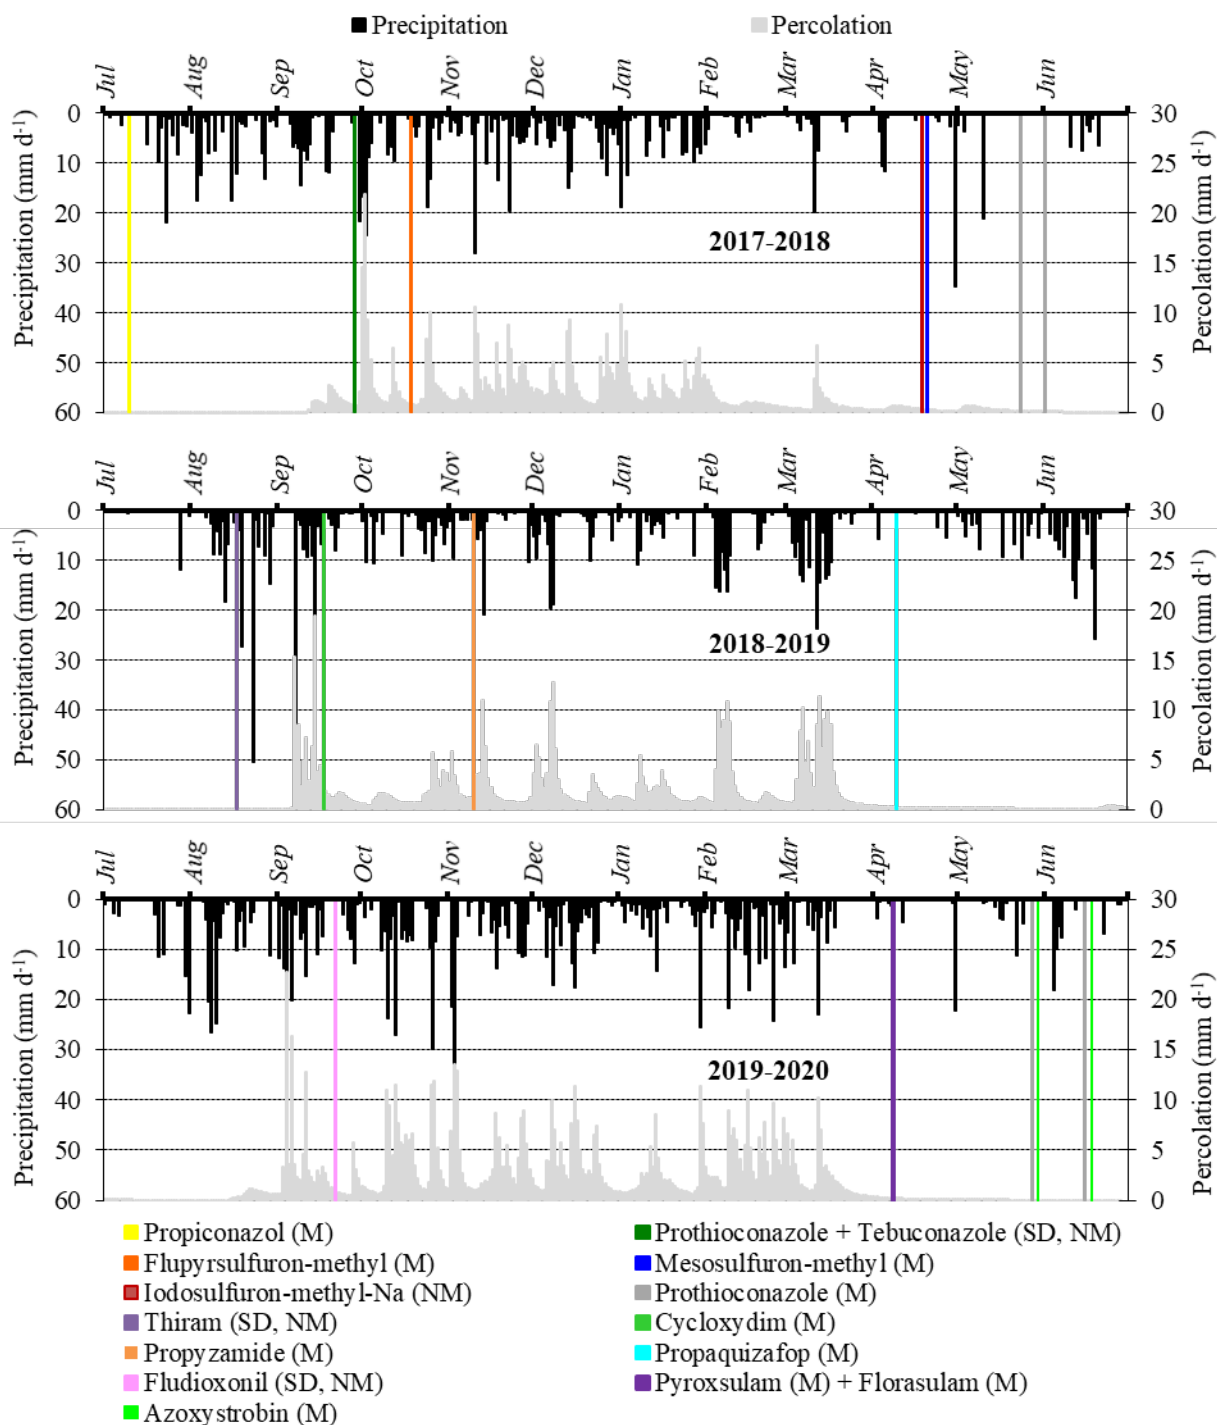 Precipitation Percolation
Jul Aug Sep Oct Nov Dec Jan Feb Mar Apr May Jun
Precipitation (mm d-1)
0 10 20 30 40 50 60
2017-2018
30 25 20 15 10 5 0
Percolation (mm d-1)
Jul Aug Sep Oct Nov Dec Jan Feb Mar Apr May Jun
Precipitation (mm d-1)
0 10 20 30 40 50 60
2018-2019
30 25 20 15 10 5 0
Percolation (mm d-1)
Jul Aug Sep Oct Nov Dec Jan Feb Mar Apr May Jun
Precipitation (mm d-1)
0 10 20 30 40 50 60
2019-2020
30 25 20 15 10 5 0
Percolation (mm d-1)
Propiconazol (M) Prothioconazole + Tebuconazole (SD, NM)
Flupyrsulfuron-methyl (M) Mesosulfuron-methyl (M)
Iodosulfuron-methyl-Na (NM) Prothioconazole (M)
Thiram (SD, NM) Cycloxydim (M)
Propyzamide (M) Propaquizafop (M)
Fludioxonil (SD, NM) Pyroxsulam (M) + Florasulam (M)
Azoxystrobin (M)